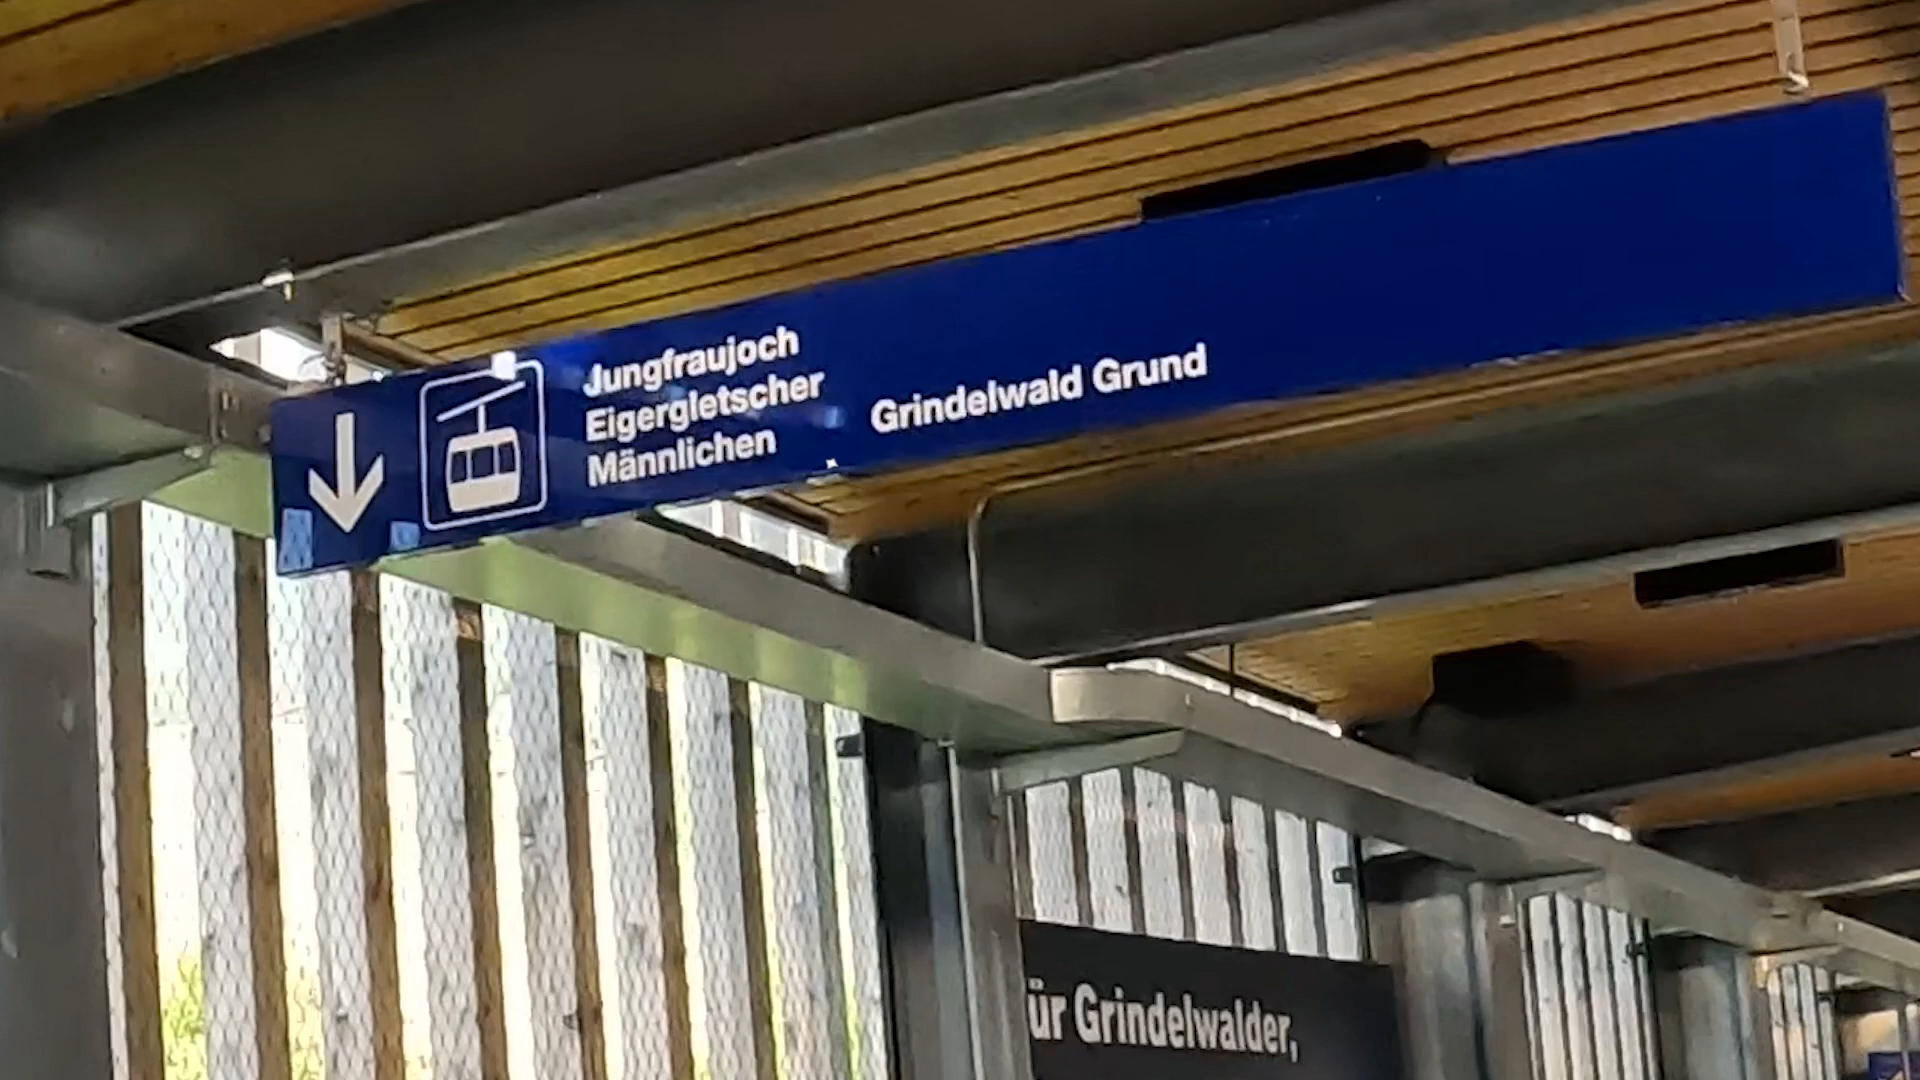 Jungfraujoch
Eigergletscher
Männlichen
Grindelwald Grund
ür Grindelwalder,